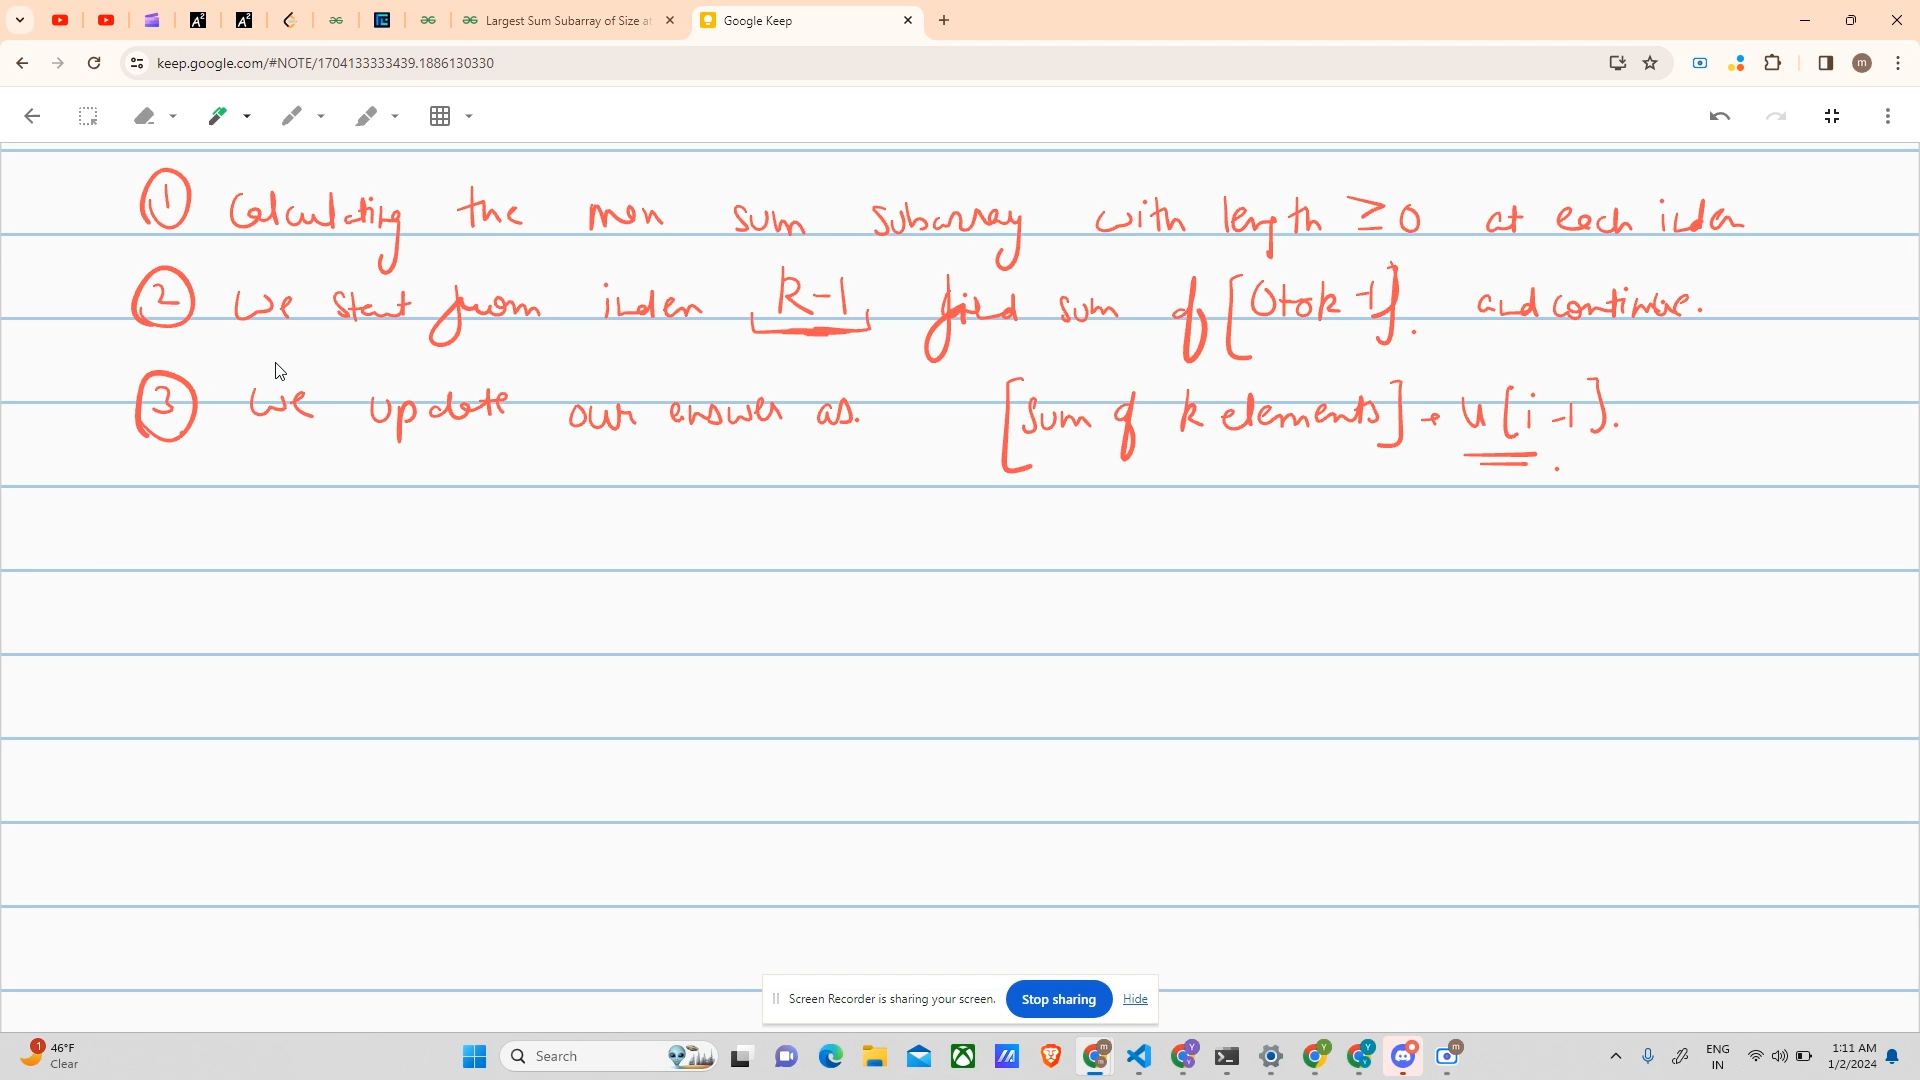 Largest Sum Subarray of Size at
Google Keep
keep.google.com/#NOTE/1704133333439.1886130330
m
① Calculating the max sum subarray with length ≥ 0 at each index
② We start from index k-1 find sum of [0 to k-1]. and continue.
③ We update our answer as. [sum of k elements] + u[i-1].
Screen Recorder is sharing your screen. Stop sharing Hide
1 46°F
Clear
Search
ENG
IN
1:11 AM
1/2/2024